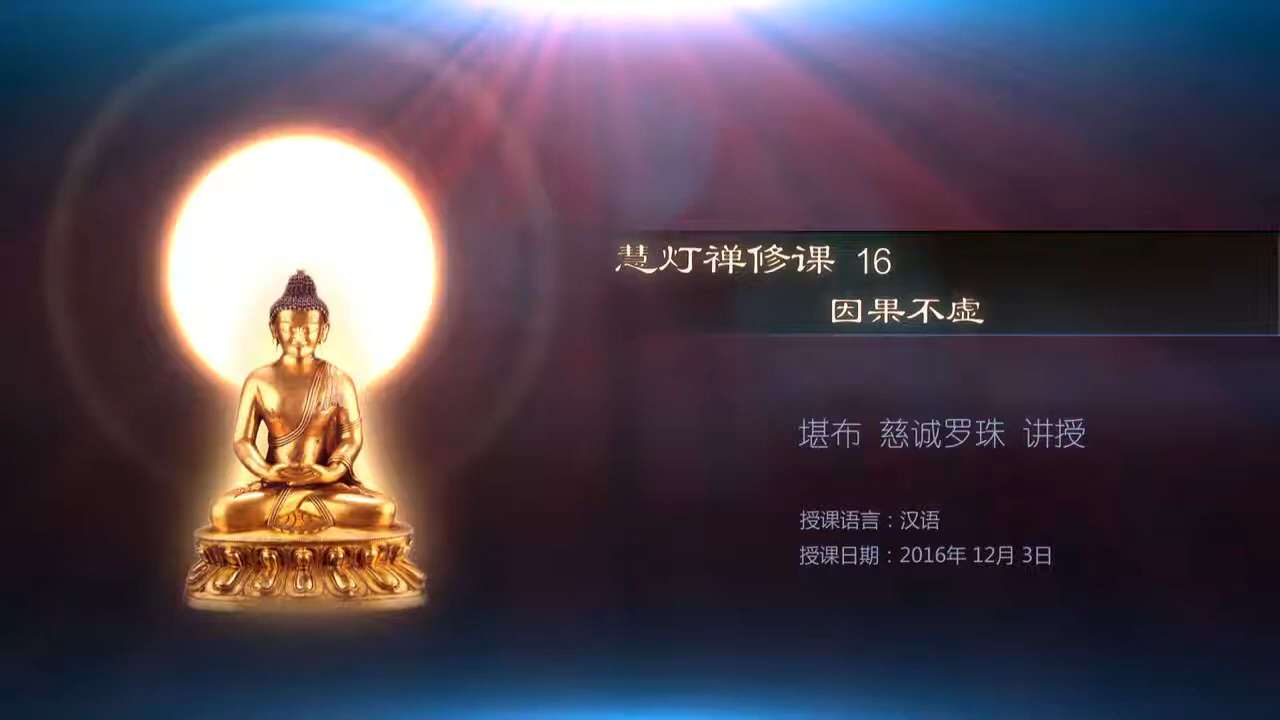 慧灯禅修课 16
因果不虚
堪布 慈诚罗珠 讲授
授课语言：汉语
授课日期：2016年 12月 3日